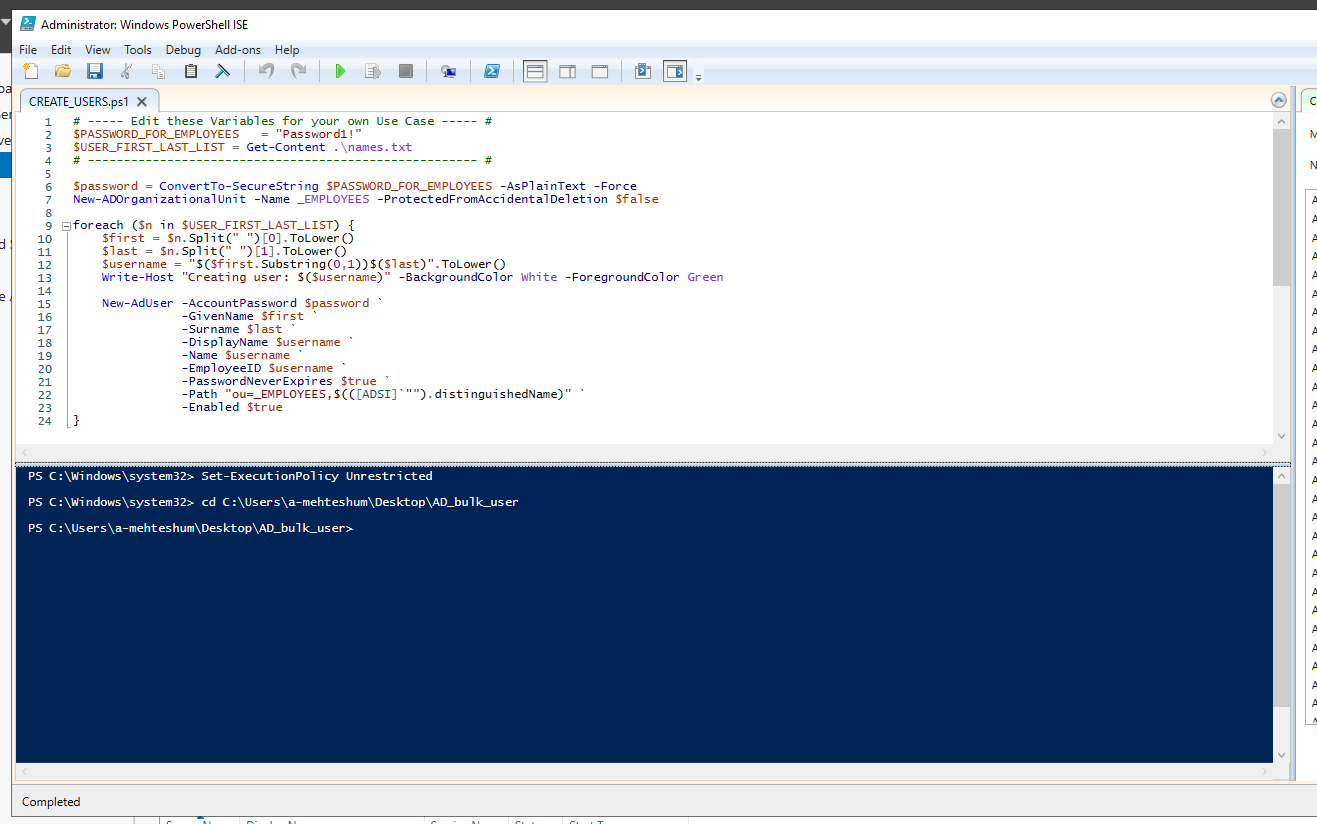 Administrator: Windows PowerShell ISE
File Edit View Tools Debug Add-ons Help
CREATE_USERS.ps1
1 # ----- Edit these Variables for your own Use Case ----- #
2 $PASSWORD_FOR_EMPLOYEES   = "Password1!"
3 $USER_FIRST_LAST_LIST = Get-Content .\names.txt
4 # ------------------------------------------------------ #
5
6 $password = ConvertTo-SecureString $PASSWORD_FOR_EMPLOYEES -AsPlainText -Force
7 New-ADOrganizationalUnit -Name _EMPLOYEES -ProtectedFromAccidentalDeletion $false
8
9 foreach ($n in $USER_FIRST_LAST_LIST) {
10     $first = $n.Split(" ")[0].ToLower()
11     $last = $n.Split(" ")[1].ToLower()
12     $username = "$($first.Substring(0,1))$($last)".ToLower()
13     Write-Host "Creating user: $($username)" -BackgroundColor White -ForegroundColor Green
14
15     New-AdUser -AccountPassword $password `
16                -GivenName $first `
17                -Surname $last `
18                -DisplayName $username `
19                -Name $username `
20                -EmployeeID $username `
21                -PasswordNeverExpires $true `
22                -Path "ou=_EMPLOYEES,$(([ADSI]`"").distinguishedName)" `
23                -Enabled $true
24 }
PS C:\Windows\system32> Set-ExecutionPolicy Unrestricted
PS C:\Windows\system32> cd C:\Users\a-mehteshum\Desktop\AD_bulk_user
PS C:\Users\a-mehteshum\Desktop\AD_bulk_user>
Completed